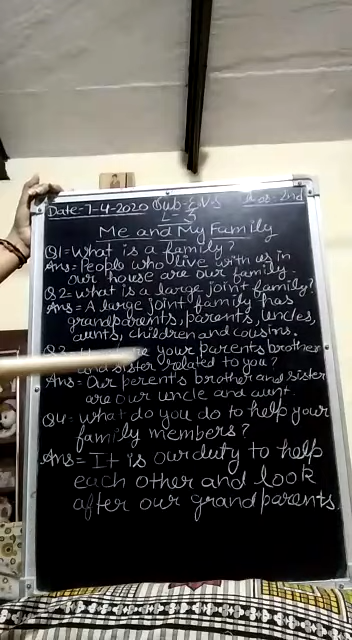 Date=7-4-2020 Sub-EVS Class-2nd
L-3
Me and My Family
Q1=What is a family?
Ans=People who live with us in
our house are our family.
Q2=what is a large joint family?
Ans=A large joint family has
grandparents, parents, uncles,
aunts, children and cousins.
your parents brother
and sister related to you?
Ans=Our perent's brother and sister
are our uncle and aunt.
Q4=what do you do to help your
family members?
Ans=It is our duty to help
each other and look
after our grandparents.